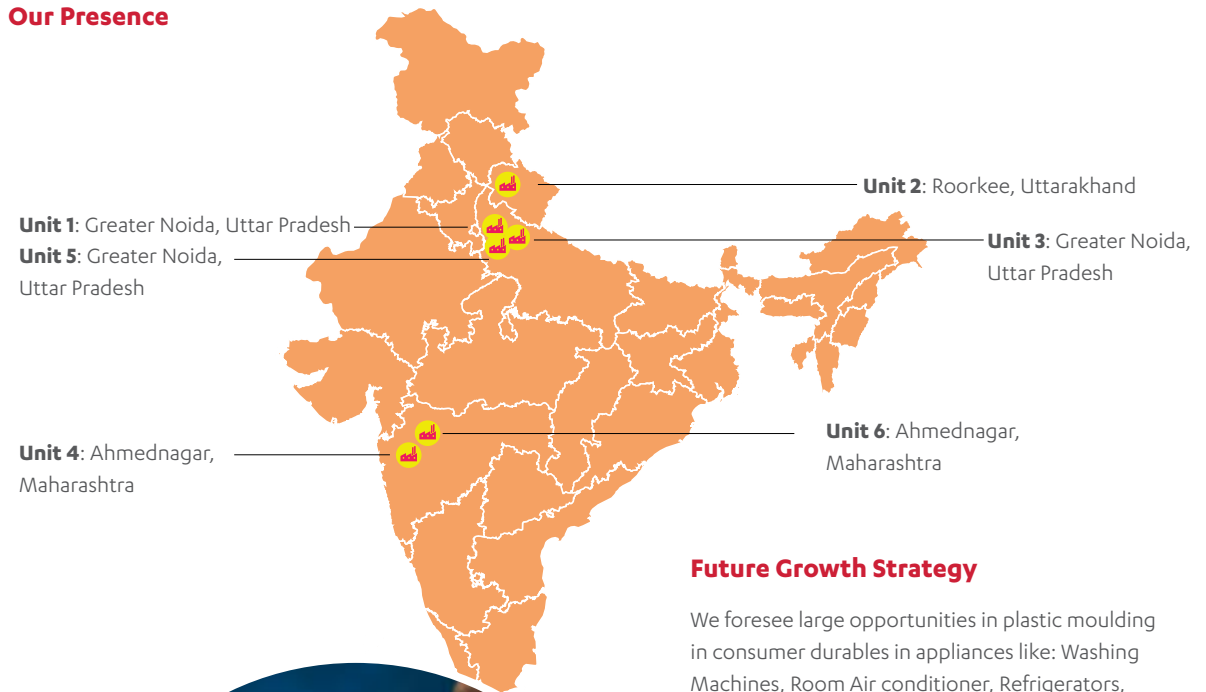 Our Presence
Unit 2: Roorkee, Uttarakhand
Unit 1: Greater Noida, Uttar Pradesh
Unit 5: Greater Noida,
Uttar Pradesh
Unit 3: Greater Noida,
Uttar Pradesh
Unit 4: Ahmednagar,
Maharashtra
Unit 6: Ahmednagar,
Maharashtra
Future Growth Strategy
We foresee large opportunities in plastic moulding
in consumer durables in appliances like: Washing
Machines, Room Air conditioner, Refrigerators,